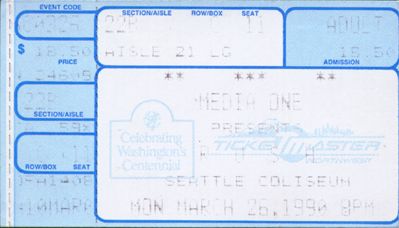 EVENT CODE SECTION/AISLE ROW/BOX SEAT
22B 11 ADULT
$ 18.50 AISLE 21 LG 18.50
PRICE ADMISSION
** *** **
MEDIA ONE
SECTION/AISLE
PRESENTS
Celebrating
Washington's
Centennial
TICKETMASTER
NORTHWEST
11 R U S H
ROW/BOX SEAT
SEATTLE COLISEUM
MON MARCH 26,1990 8PM